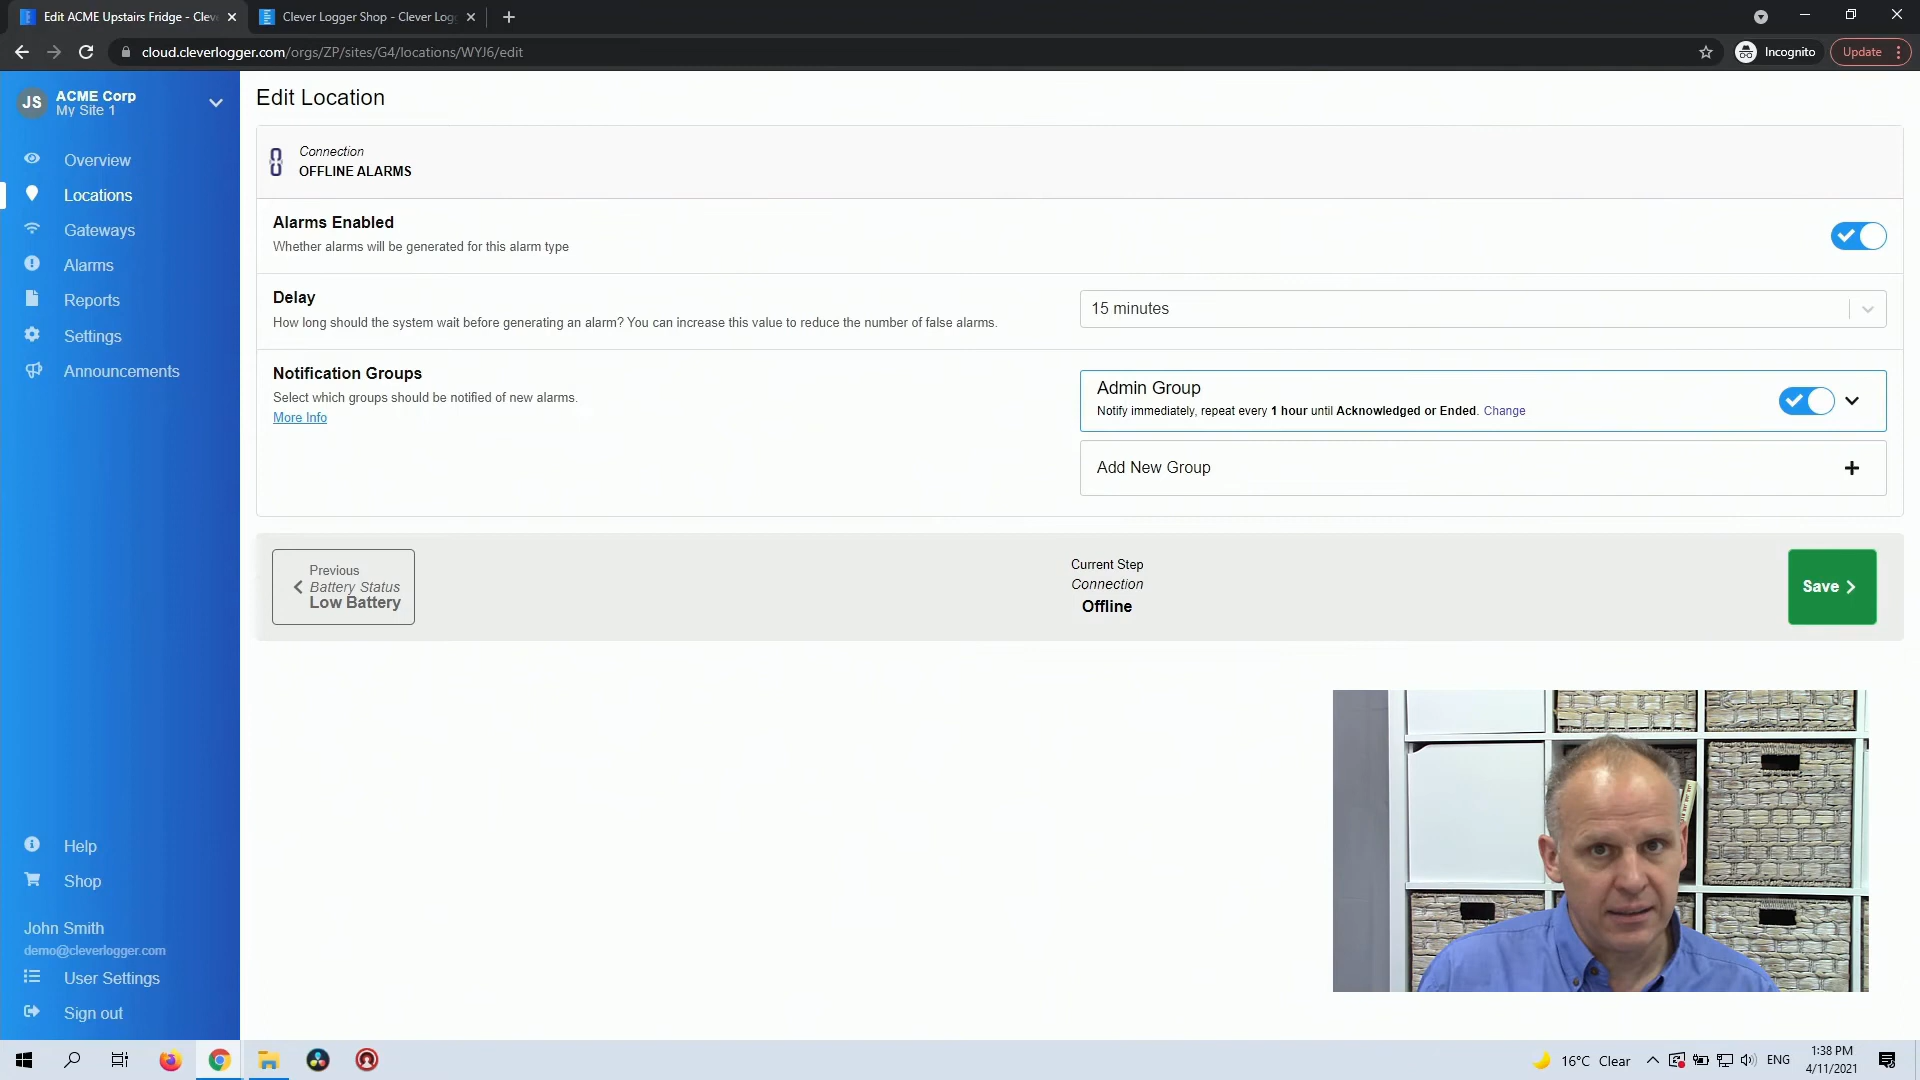 Edit ACME Upstairs Fridge - Clev
Clever Logger Shop - Clever Logg
cloud.cleverlogger.com/orgs/ZP/sites/G4/locations/WYJ6/edit
Incognito
Update
JS
ACME Corp
My Site 1
Overview
Locations
Gateways
Alarms
Reports
Settings
Announcements
Help
Shop
John Smith
demo@cleverlogger.com
User Settings
Sign out
Edit Location
Connection
OFFLINE ALARMS
Alarms Enabled
Whether alarms will be generated for this alarm type
Delay
How long should the system wait before generating an alarm? You can increase this value to reduce the number of false alarms.
15 minutes
Notification Groups
Select which groups should be notified of new alarms.
More Info
Admin Group
Notify immediately, repeat every 1 hour until Acknowledged or Ended. Change
Add New Group
Previous
Battery Status
Low Battery
Current Step
Connection
Offline
Save
16°C Clear
ENG
1:38 PM
4/11/2021